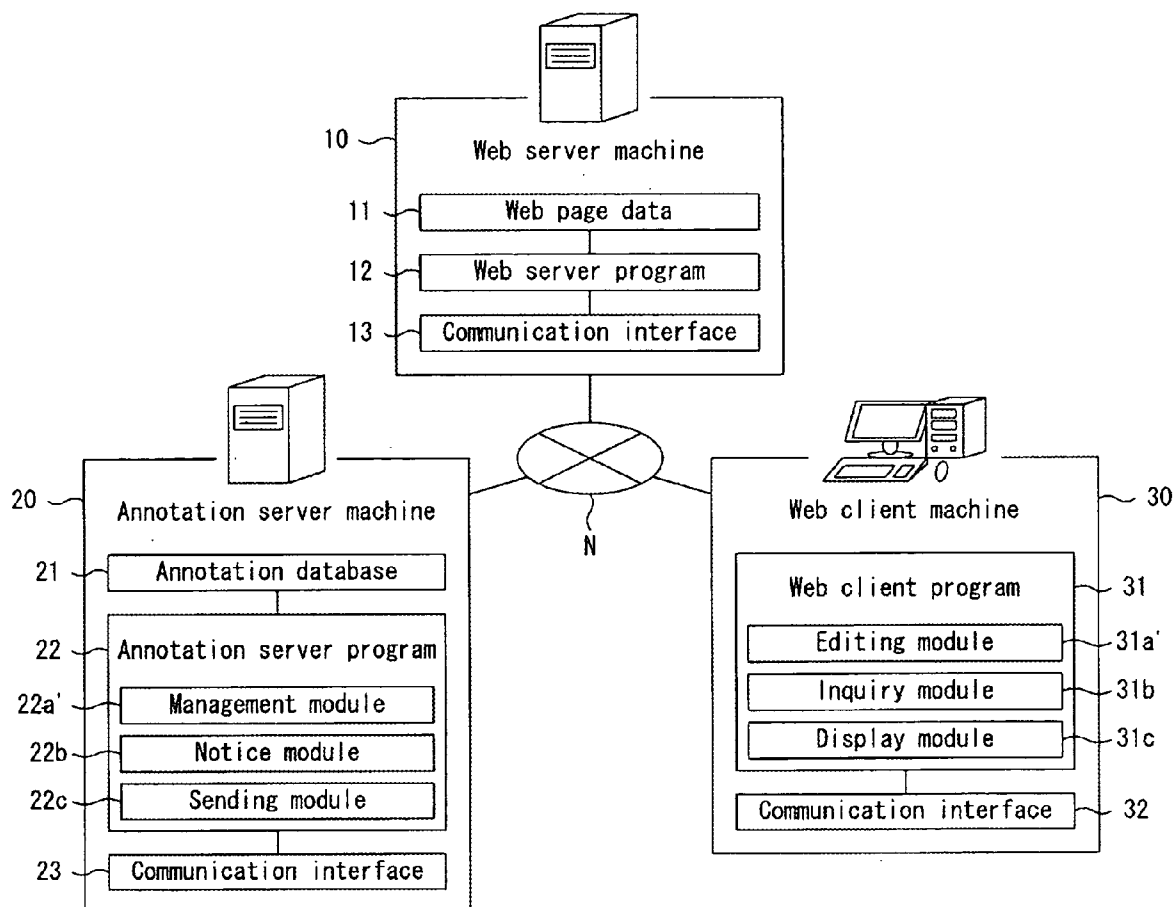 10
Web server machine
11
Web page data
12
Web server program
13
Communication interface
N
20
Annotation server machine
21
Annotation database
22
Annotation server program
22a'
Management module
22b
Notice module
22c
Sending module
23
Communication interface
30
Web client machine
Web client program
31
Editing module
31a'
Inquiry module
31b
Display module
31c
Communication interface
32